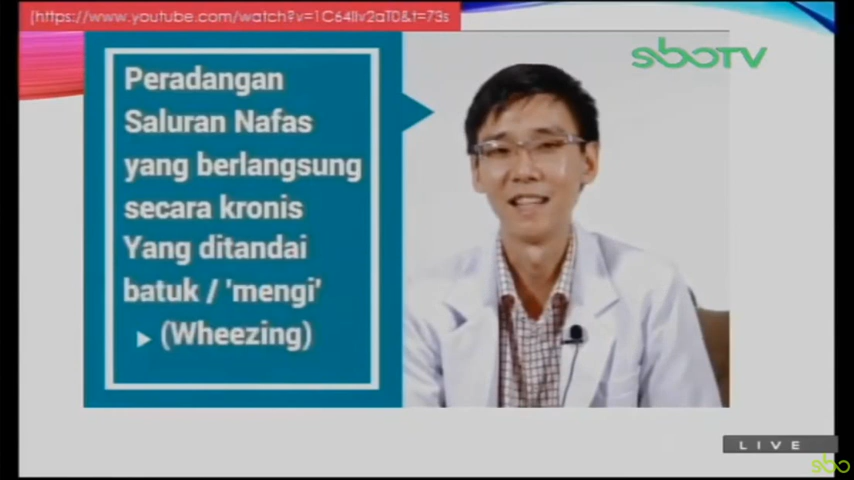 [https://www.youtube.com/watch?v=1C64IIv2aT0&t=73s
sboTV
Peradangan
Saluran Nafas
yang berlangsung
secara kronis
Yang ditandai
batuk / 'mengi'
(Wheezing)
LIVE
sbo